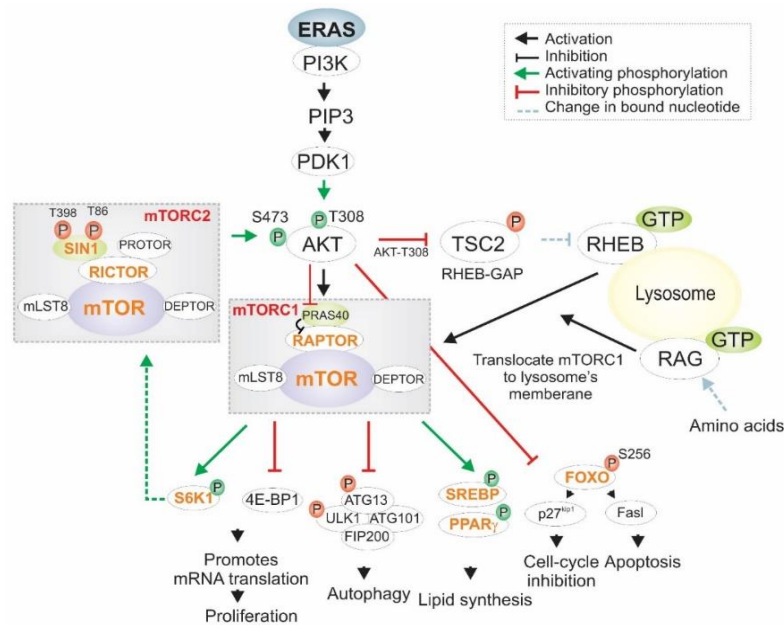 ERAS
PI3K
PIP3
PDK1
Activation
Inhibition
Activating phosphorylation
Inhibitory phosphorylation
Change in bound nucleotide
T398
T86
mTORC2
P
P
SIN1
PROTOR
RICTOR
mLST8
mTOR
DEPTOR
S473
P
T308
P
AKT
AKT-T308
P
TSC2
RHEB-GAP
GTP
RHEB
Lysosome
GTP
RAG
Amino acids
Translocate mTORC1
to lysosome's
memberane
mTORC1
PRAS40
RAPTOR
mLST8
mTOR
DEPTOR
P
S6K1
4E-BP1
P
ATG13
P
ULK1
ATG101
FIP200
P
SREBP
P
PPARγ
P
S256
FOXO
p27kip1
Fasl
Promotes
mRNA translation
Proliferation
Autophagy
Lipid synthesis
Cell-cycle
inhibition
Apoptosis